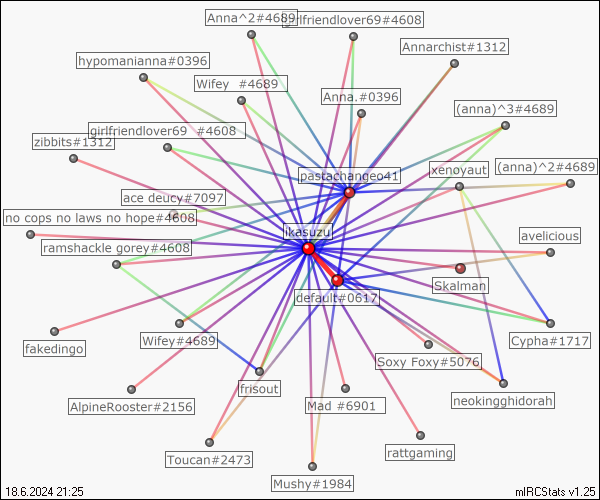 Anna^2#4689
girlfriendlover69#4608
Annarchist#1312
hypomanianna#0396
Wifey #4689
Anna.#0396
(anna)^3#4689
girlfriendlover69 #4608
zibbits#1312
pastachangeo41
xenoyaut
(anna)^2#4689
ace deucy#7097
no cops no laws no hope#4608
ikasuzu
avelicious
ramshackle gorey#4608
Skalman
default#0617
fakedingo
Wifey#4689
Cypha#1717
Soxy Foxy#5076
frisout
neokingghidorah
AlpineRooster#2156
Mad #6901
rattgaming
Toucan#2473
Mushy#1984
18.6.2024 21:25
mIRCStats v1.25